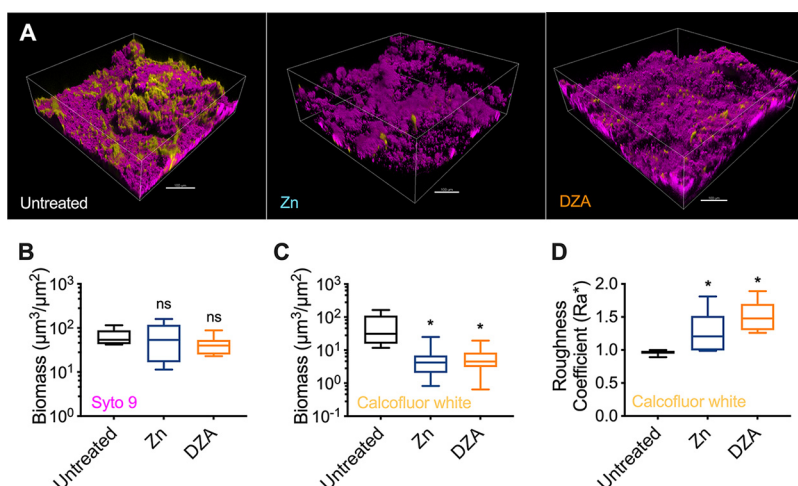 A
Untreated
Zn
DZA
B
Biomass (μm³/μm²)
10³
10²
10¹
10⁰
ns
ns
Syto 9
Untreated
Zn
DZA
C
Biomass (μm³/μm²)
10³
10²
10¹
10⁰
10⁻¹
*
*
Calcofluor white
Untreated
Zn
DZA
D
Roughness
Coefficient (Ra*)
2.0
1.5
1.0
0.5
0.0
*
*
Calcofluor white
Untreated
Zn
DZA